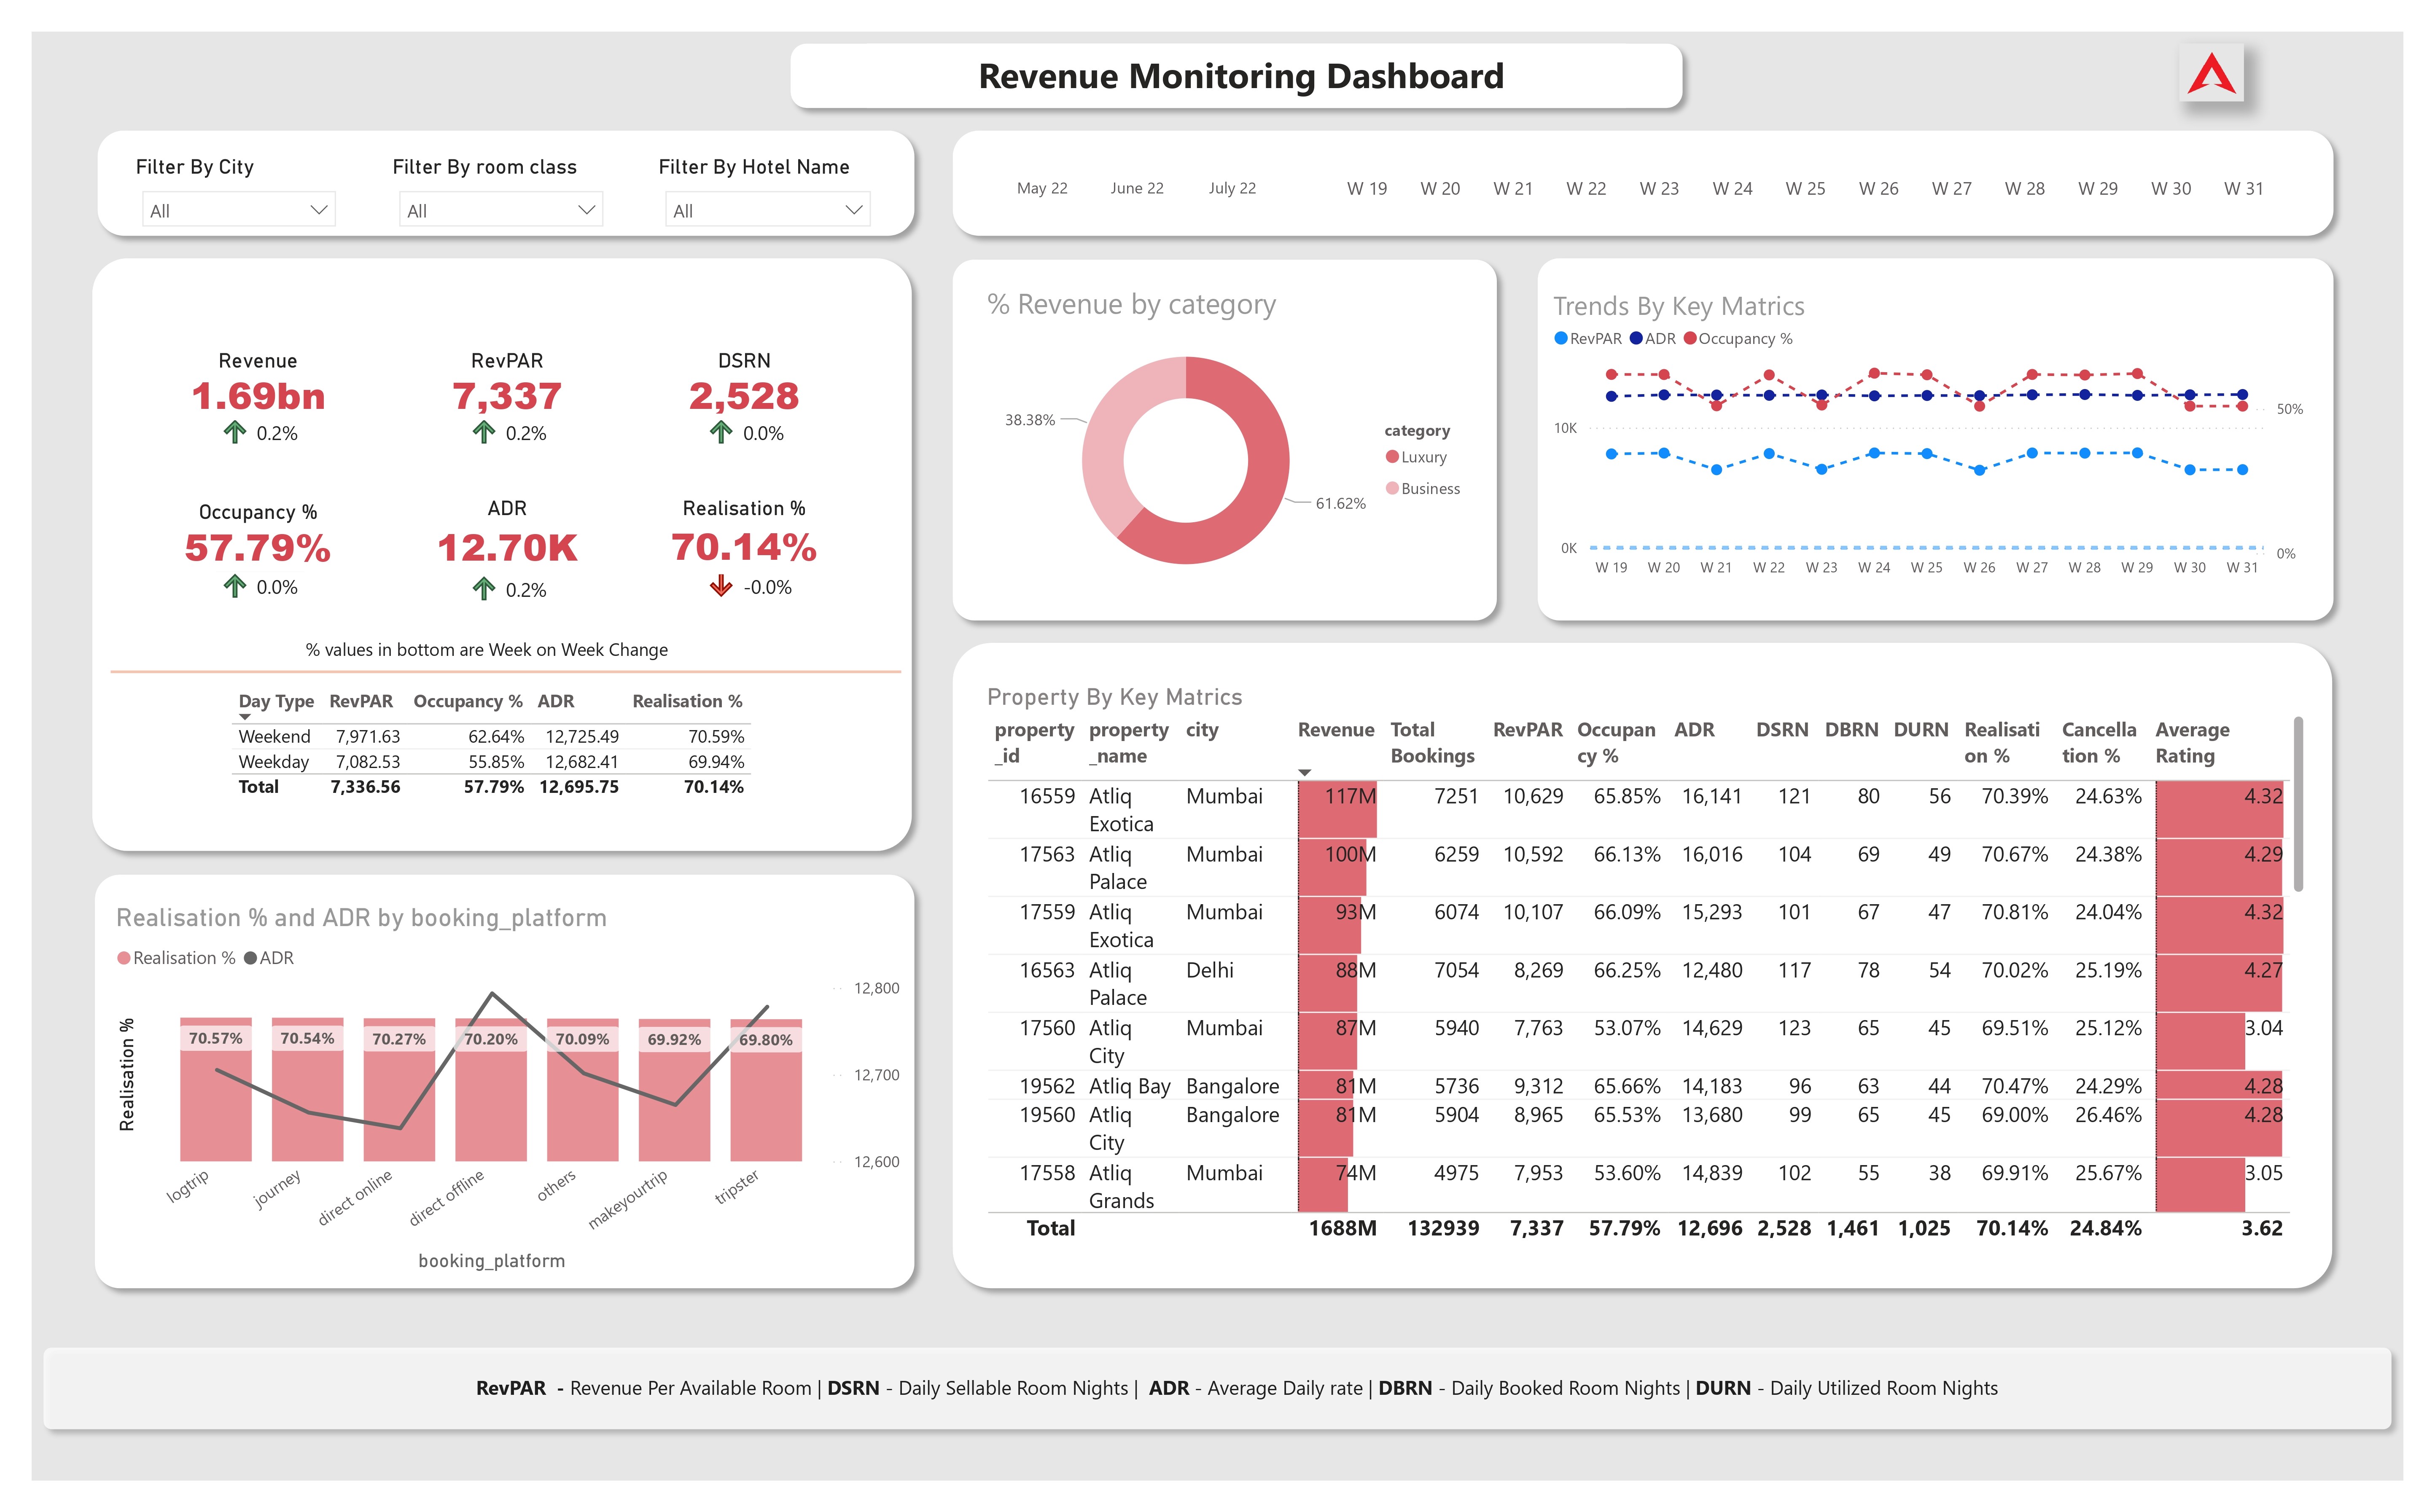 Revenue Monitoring Dashboard
Filter By City
Filter By room class
Filter By Hotel Name
All
All
All
May 22 June 22 July 22 W 19 W 20 W 21 W 22 W 23 W 24 W 25 W 26 W 27 W 28 W 29 W 30 W 31
Revenue
1.69bn
0.2%
RevPAR
7,337
0.2%
DSRN
2,528
0.0%
Occupancy %
57.79%
0.0%
ADR
12.70K
0.2%
Realisation %
70.14%
-0.0%
% values in bottom are Week on Week Change
Day Type RevPAR Occupancy % ADR Realisation %
Weekend 7,971.63 62.64% 12,725.49 70.59%
Weekday 7,082.53 55.85% 12,682.41 69.94%
Total 7,336.56 57.79% 12,695.75 70.14%
% Revenue by category
38.38%
61.62%
category
Luxury
Business
Trends By Key Matrics
RevPAR ADR Occupancy %
50%
10K
0K
0%
W 19 W 20 W 21 W 22 W 23 W 24 W 25 W 26 W 27 W 28 W 29 W 30 W 31
Realisation % and ADR by booking_platform
Realisation % ADR
12,800
12,700
12,600
Realisation %
70.57% 70.54% 70.27% 70.20% 70.09% 69.92% 69.80%
logtrip journey direct online direct offline others makeyourtrip tripster
booking_platform
Property By Key Matrics
property property city Revenue Total RevPAR Occupan ADR DSRN DBRN DURN Realisati Cancella Average
_id _name Bookings cy % on % tion % Rating
16559 Atliq Mumbai 117M 7251 10,629 65.85% 16,141 121 80 56 70.39% 24.63% 4.32
Exotica
17563 Atliq Mumbai 100M 6259 10,592 66.13% 16,016 104 69 49 70.67% 24.38% 4.29
Palace
17559 Atliq Mumbai 93M 6074 10,107 66.09% 15,293 101 67 47 70.81% 24.04% 4.32
Exotica
16563 Atliq Delhi 88M 7054 8,269 66.25% 12,480 117 78 54 70.02% 25.19% 4.27
Palace
17560 Atliq Mumbai 87M 5940 7,763 53.07% 14,629 123 65 45 69.51% 25.12% 3.04
City
19562 Atliq Bay Bangalore 81M 5736 9,312 65.66% 14,183 96 63 44 70.47% 24.29% 4.28
19560 Atliq Bangalore 81M 5904 8,965 65.53% 13,680 99 65 45 69.00% 26.46% 4.28
City
17558 Atliq Mumbai 74M 4975 7,953 53.60% 14,839 102 55 38 69.91% 25.67% 3.05
Grands
Total 1688M 132939 7,337 57.79% 12,696 2,528 1,461 1,025 70.14% 24.84% 3.62
RevPAR - Revenue Per Available Room | DSRN - Daily Sellable Room Nights | ADR - Average Daily rate | DBRN - Daily Booked Room Nights | DURN - Daily Utilized Room Nights